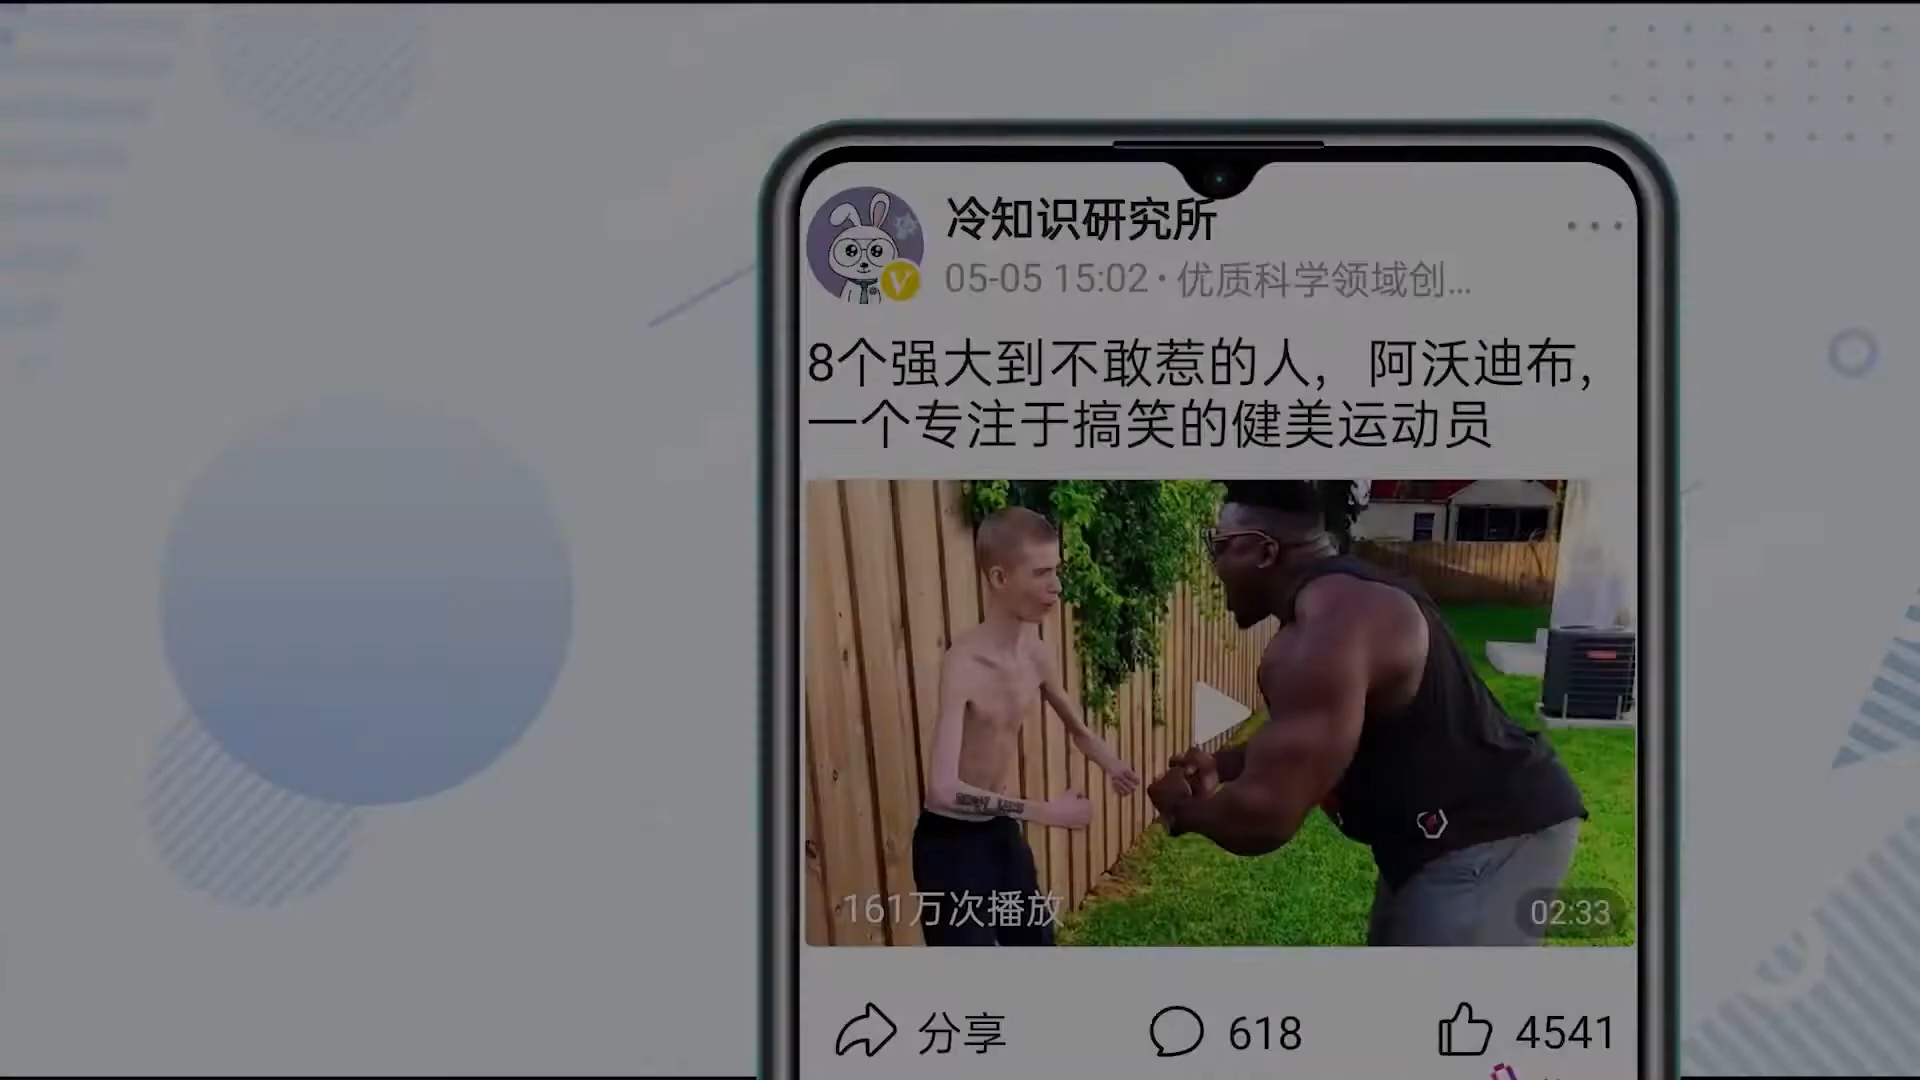 冷知识研究所
05-05 15:02·优质科学领域创...
8个强大到不敢惹的人，阿沃迪布，
一个专注于搞笑的健美运动员
161万次播放
02:33
分享
618
4541